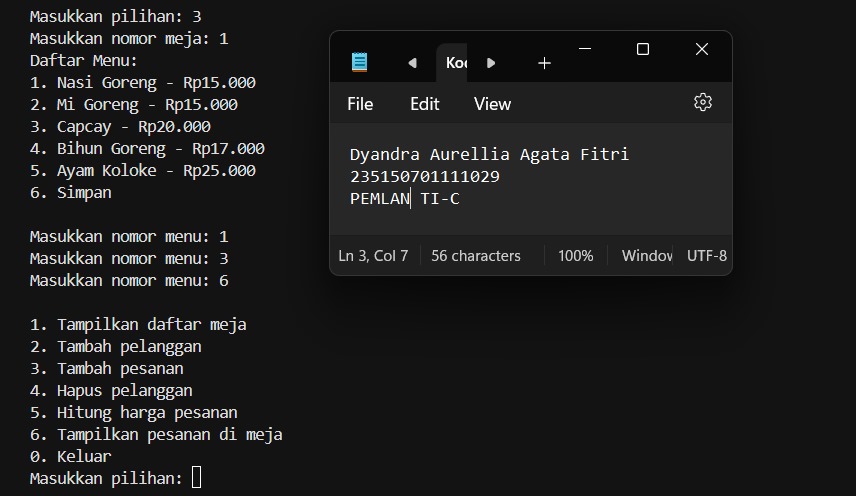 Masukkan pilihan: 3
Masukkan nomor meja: 1
Daftar Menu:
1. Nasi Goreng - Rp15.000
2. Mi Goreng - Rp15.000
3. Capcay - Rp20.000
4. Bihun Goreng - Rp17.000
5. Ayam Koloke - Rp25.000
6. Simpan
Masukkan nomor menu: 1
Masukkan nomor menu: 3
Masukkan nomor menu: 6
1. Tampilkan daftar meja
2. Tambah pelanggan
3. Tambah pesanan
4. Hapus pelanggan
5. Hitung harga pesanan
6. Tampilkan pesanan di meja
0. Keluar
Masukkan pilihan:
File Edit View
Dyandra Aurellia Agata Fitri
235150701111029
PEMLAN TI-C
Ln 3, Col 7 56 characters 100% UTF-8